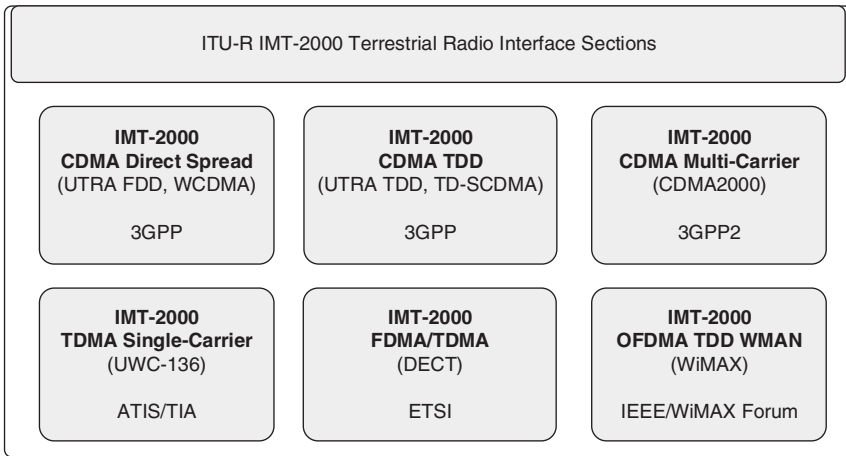 ITU-R IMT-2000 Terrestrial Radio Interface Sections
IMT-2000
CDMA Direct Spread
(UTRA FDD, WCDMA)
3GPP
IMT-2000
CDMA TDD
(UTRA TDD, TD-SCDMA)
3GPP
IMT-2000
CDMA Multi-Carrier
(CDMA2000)
3GPP2
IMT-2000
TDMA Single-Carrier
(UWC-136)
ATIS/TIA
IMT-2000
FDMA/TDMA
(DECT)
ETSI
IMT-2000
OFDMA TDD WMAN
(WiMAX)
IEEE/WiMAX Forum